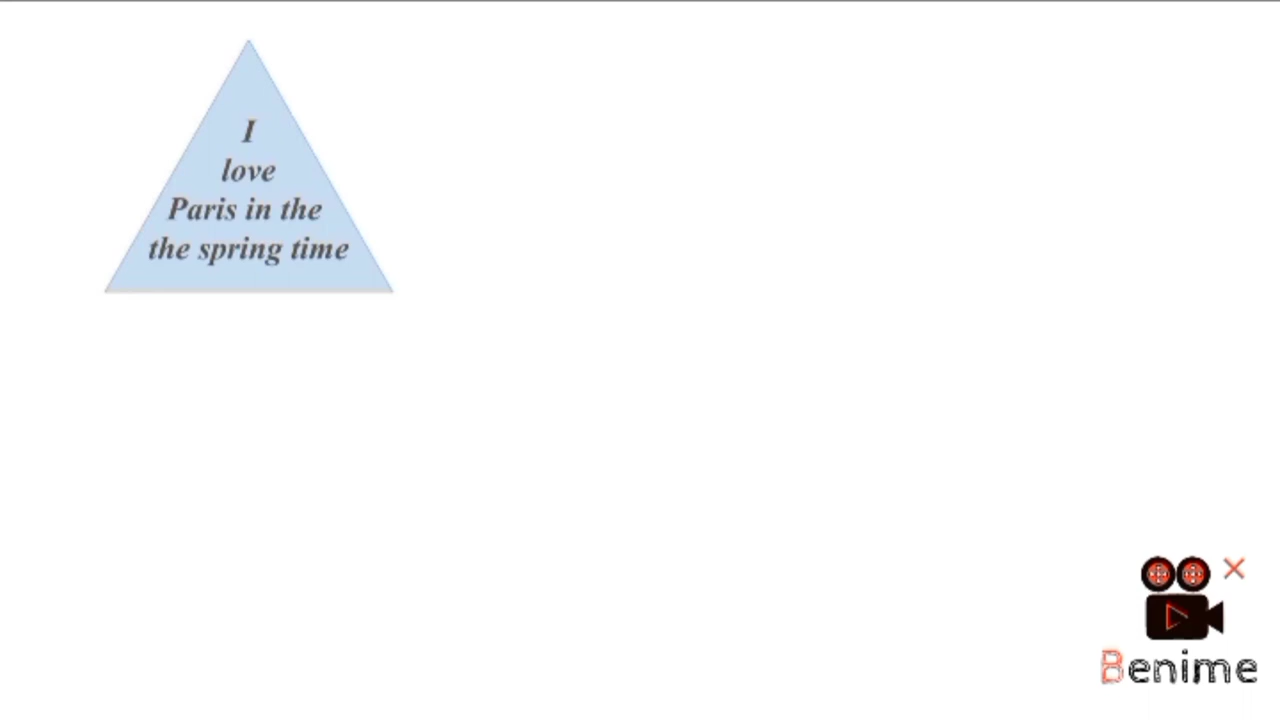 I
love
Paris in the
the spring time
Benime